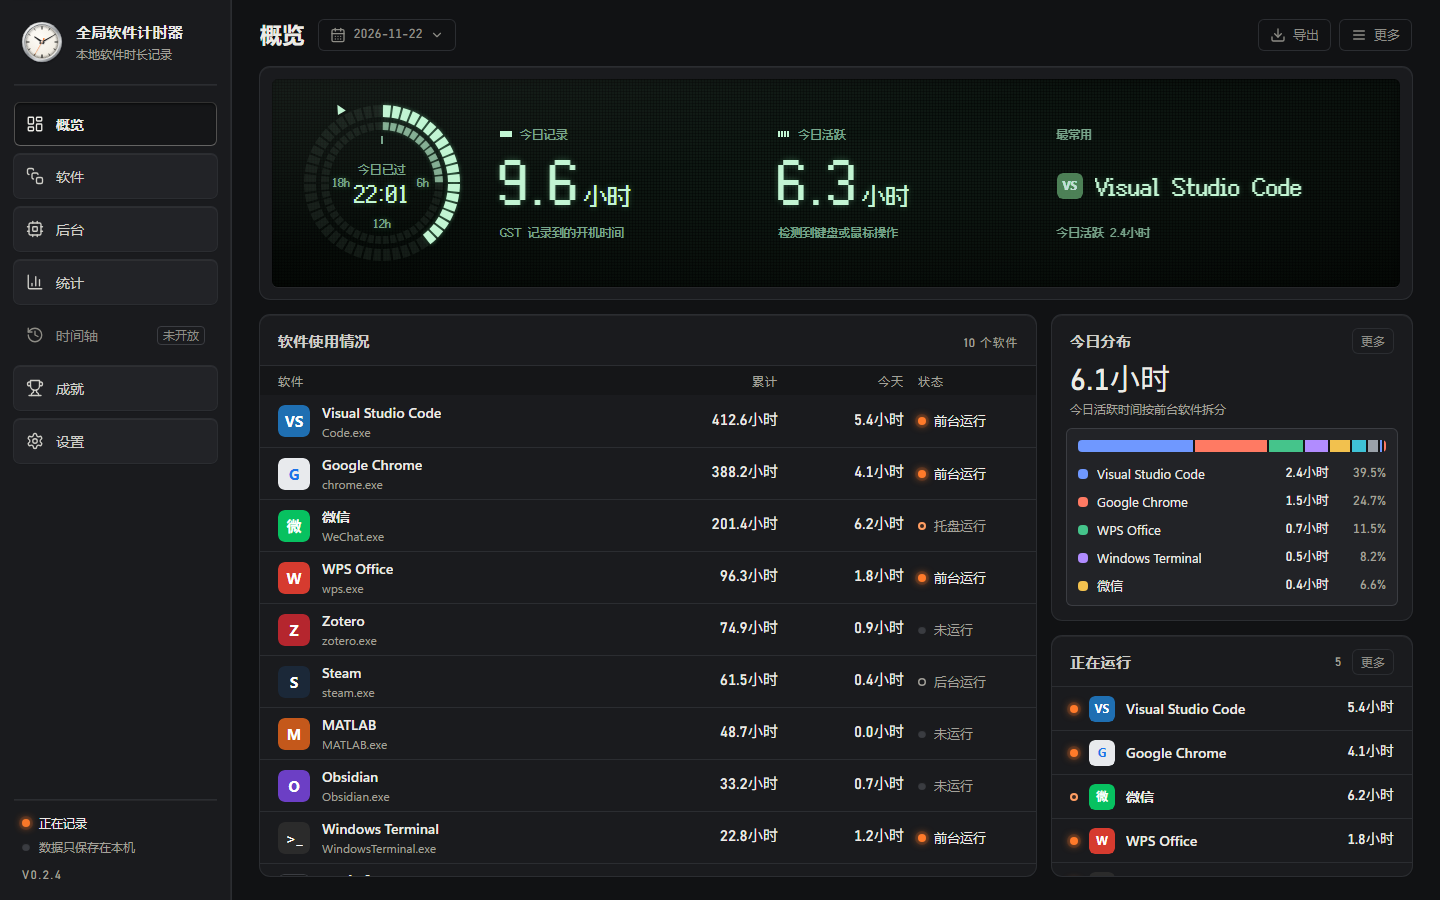 全局软件计时器
本地软件时长记录
概览
软件
后台
统计
时间轴 未开放
成就
设置
正在记录
数据只保存在本机
V0.2.4
概览 2026-11-22 导出 更多
今日已过
18h 22:01 6h
12h
今日记录
9.6小时
GST 记录到的开机时间
今日活跃
6.3小时
检测到键盘或鼠标操作
最常用
VS Visual Studio Code
今日活跃 2.4小时
软件使用情况 10 个软件
软件 累计 今天 状态
VS Visual Studio Code 412.6小时 5.4小时 前台运行
Code.exe
G Google Chrome 388.2小时 4.1小时 前台运行
chrome.exe
微 微信 201.4小时 6.2小时 托盘运行
WeChat.exe
W WPS Office 96.3小时 1.8小时 前台运行
wps.exe
Z Zotero 74.9小时 0.9小时 未运行
zotero.exe
S Steam 61.5小时 0.4小时 后台运行
steam.exe
M MATLAB 48.7小时 0.0小时 未运行
MATLAB.exe
O Obsidian 33.2小时 0.7小时 未运行
Obsidian.exe
>_ Windows Terminal 22.8小时 1.2小时 前台运行
WindowsTerminal.exe
今日分布 更多
6.1小时
今日活跃时间按前台软件拆分
Visual Studio Code 2.4小时 39.5%
Google Chrome 1.5小时 24.7%
WPS Office 0.7小时 11.5%
Windows Terminal 0.5小时 8.2%
微信 0.4小时 6.6%
正在运行 5 更多
VS Visual Studio Code 5.4小时
G Google Chrome 4.1小时
微 微信 6.2小时
W WPS Office 1.8小时